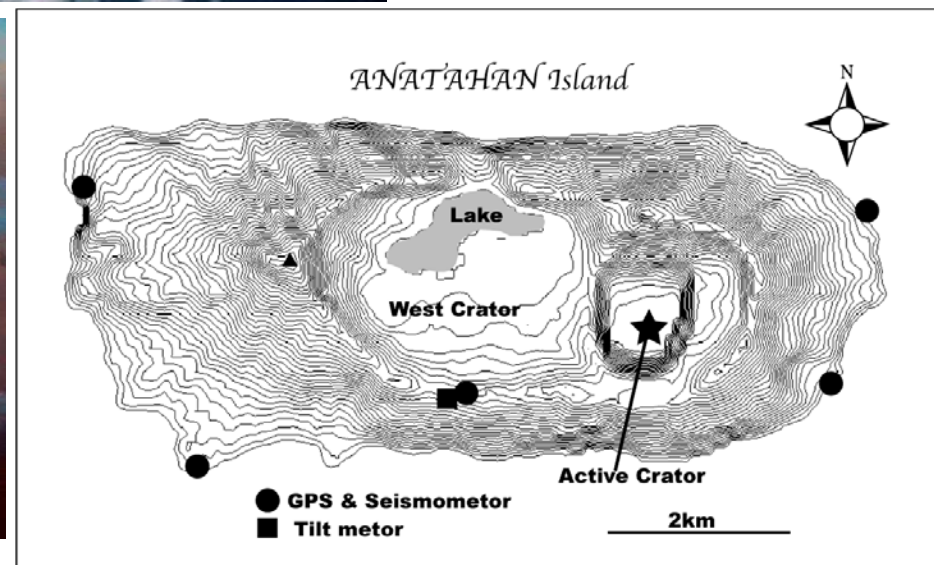 ANATAHAN Island
N
Lake
West Crator
Active Crator
GPS & Seismometor
Tilt metor
2km